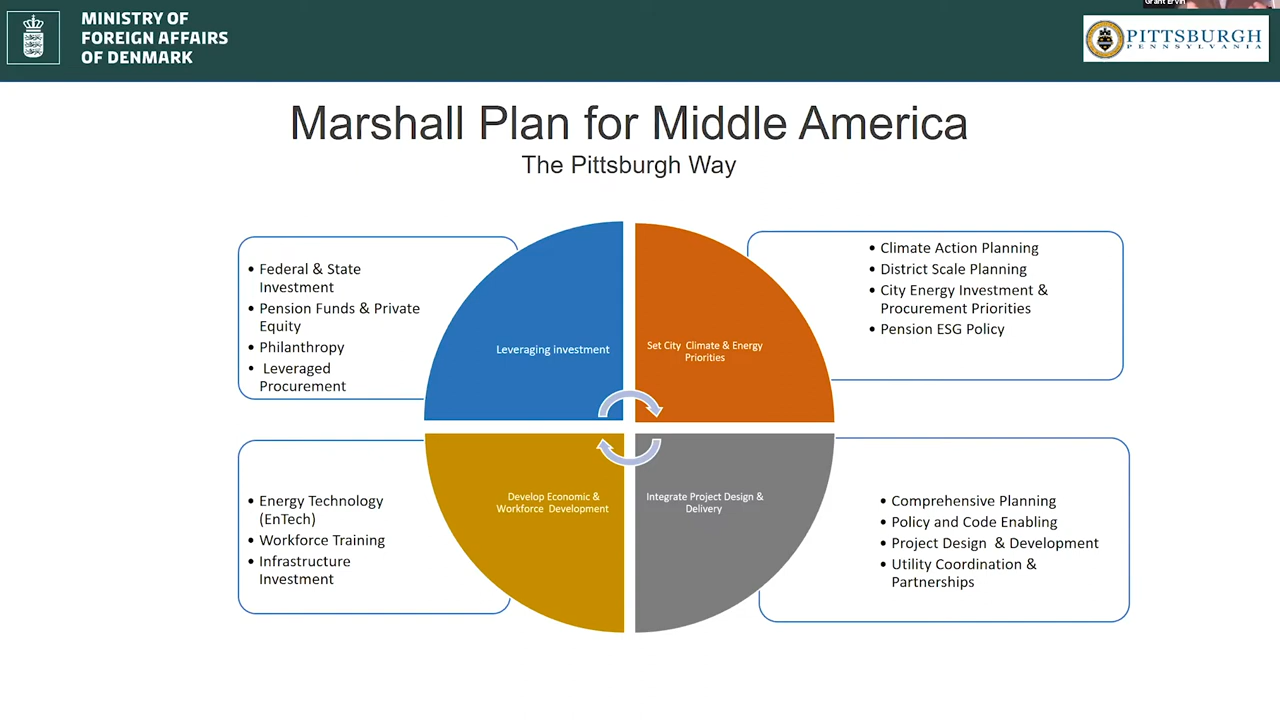 Grant Ervin
MINISTRY OF
FOREIGN AFFAIRS
OF DENMARK
PITTSBURGH
PENNSYLVANIA
Marshall Plan for Middle America
The Pittsburgh Way
• Federal & State
Investment
• Pension Funds & Private
Equity
• Philanthropy
• Leveraged
Procurement
Leveraging investment
Set City Climate & Energy
Priorities
• Climate Action Planning
• District Scale Planning
• City Energy Investment &
Procurement Priorities
• Pension ESG Policy
• Energy Technology
(EnTech)
• Workforce Training
• Infrastructure
Investment
Develop Economic &
Workforce Development
Integrate Project Design &
Delivery
• Comprehensive Planning
• Policy and Code Enabling
• Project Design & Development
• Utility Coordination &
Partnerships